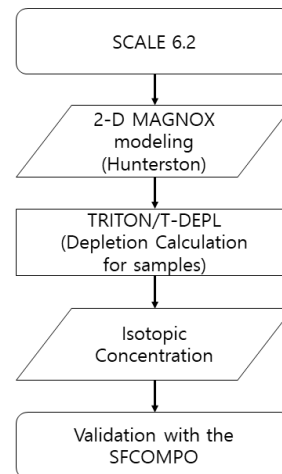 SCALE 6.2
2-D MAGNOX
modeling
(Hunterston)
TRITON/T-DEPL
(Depletion Calculation
for samples)
Isotopic
Concentration
Validation with the
SFCOMPO